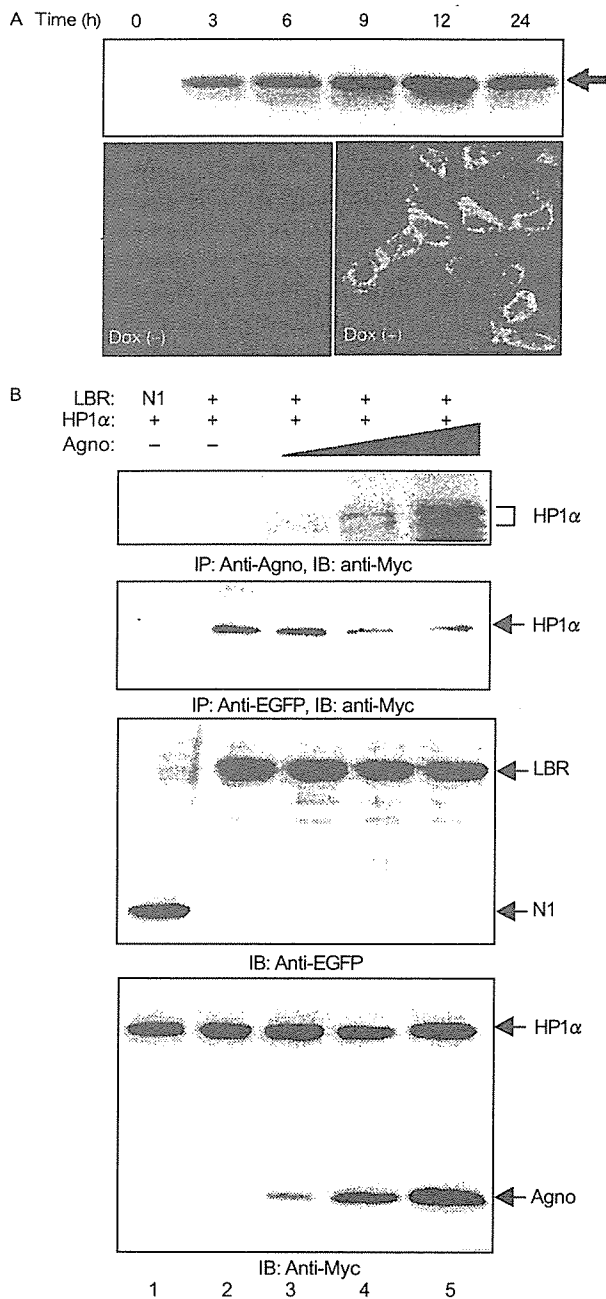 A Time (h) 0 3 6 9 12 24
Dox (-) Dox (+)
B LBR: N1 + + + +
HP1α: + + + + +
Agno: – –
HP1α
IP: Anti-Agno, IB: anti-Myc
HP1α
IP: Anti-EGFP, IB: anti-Myc
LBR
N1
IB: Anti-EGFP
HP1α
Agno
IB: Anti-Myc
1 2 3 4 5